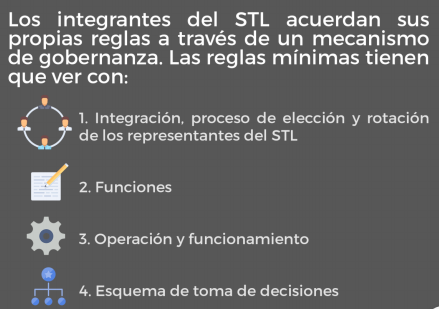 Los integrantes del STL acuerdan sus
propias reglas a través de un mecanismo
de gobernanza. Las reglas mínimas tienen
que ver con:
1. Integración, proceso de elección y rotación
de los representantes del STL
2. Funciones
3. Operación y funcionamiento
4. Esquema de toma de decisiones